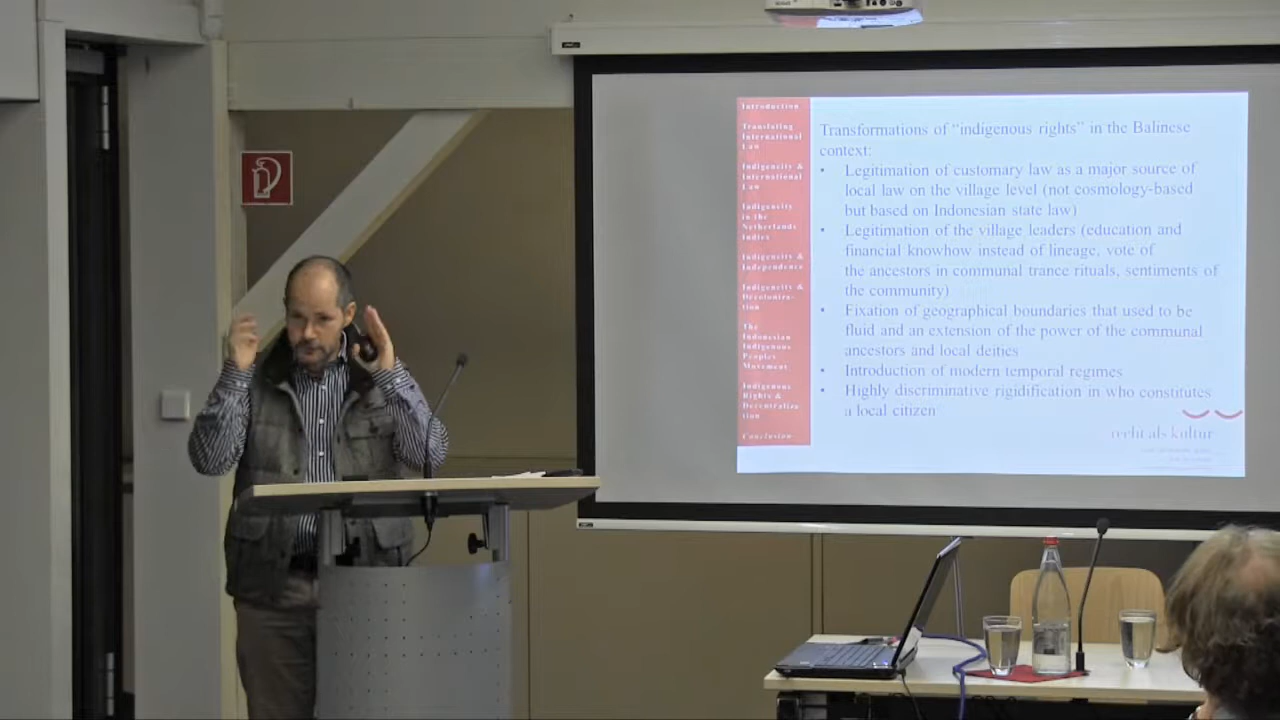 Introduction
Translating
International
Law
Indigeneity &
International
Law
Indigeneity
in the
Netherlands
Indies
Indigeneity &
Independence
Indigeneity &
Decoloniza-
tion
The
Indonesian
Indigenous
Peoples
Movement
Indigenous
Rights &
Decentraliza
tion
Conclusion
Transformations of “indigenous rights” in the Balinese
context:
• Legitimation of customary law as a major source of
local law on the village level (not cosmology-based
but based on Indonesian state law)
• Legitimation of the village leaders (education and
financial knowhow instead of lineage, vote of
the ancestors in communal trance rituals, sentiments of
the community)
• Fixation of geographical boundaries that used to be
fluid and an extension of the power of the communal
ancestors and local deities
• Introduction of modern temporal regimes
• Highly discriminative rigidification in who constitutes
a local citizen
recht als kultur